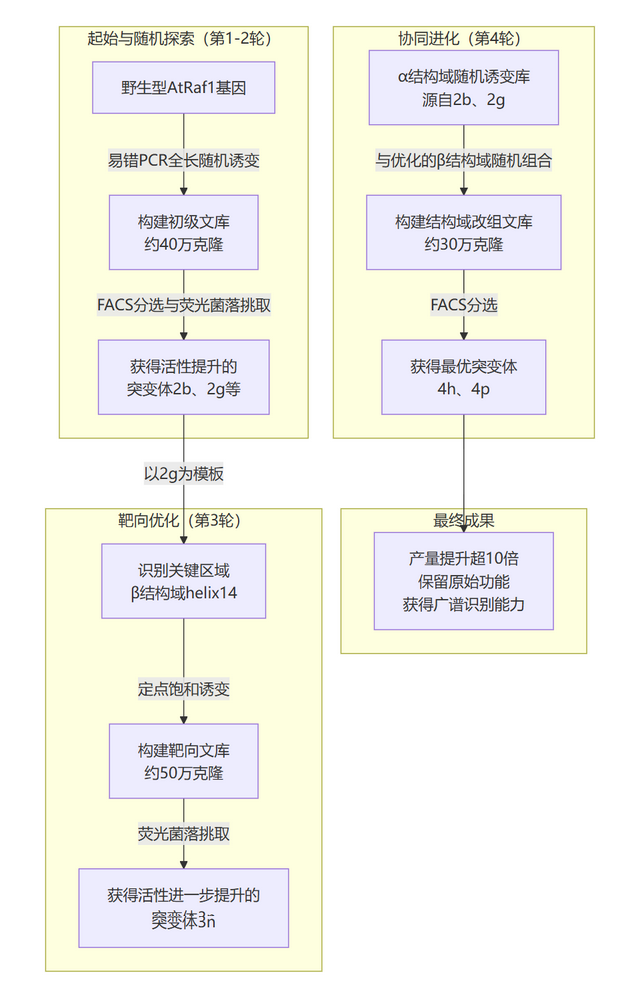 起始与随机探索（第1-2轮）
野生型AtRaf1基因
易错PCR全长随机诱变
构建初级文库
约40万克隆
FACS分选与荧光菌落挑取
获得活性提升的
突变体2b、2g等
以2g为模板
靶向优化（第3轮）
识别关键区域
β结构域helix14
定点饱和诱变
构建靶向文库
约50万克隆
荧光菌落挑取
获得活性进一步提升的
突变体3n
协同进化（第4轮）
α结构域随机诱变库
源自2b、2g
与优化的β结构域随机组合
构建结构域改组文库
约30万克隆
FACS分选
获得最优突变体
4h、4p
最终成果
产量提升超10倍
保留原始功能
获得广谱识别能力